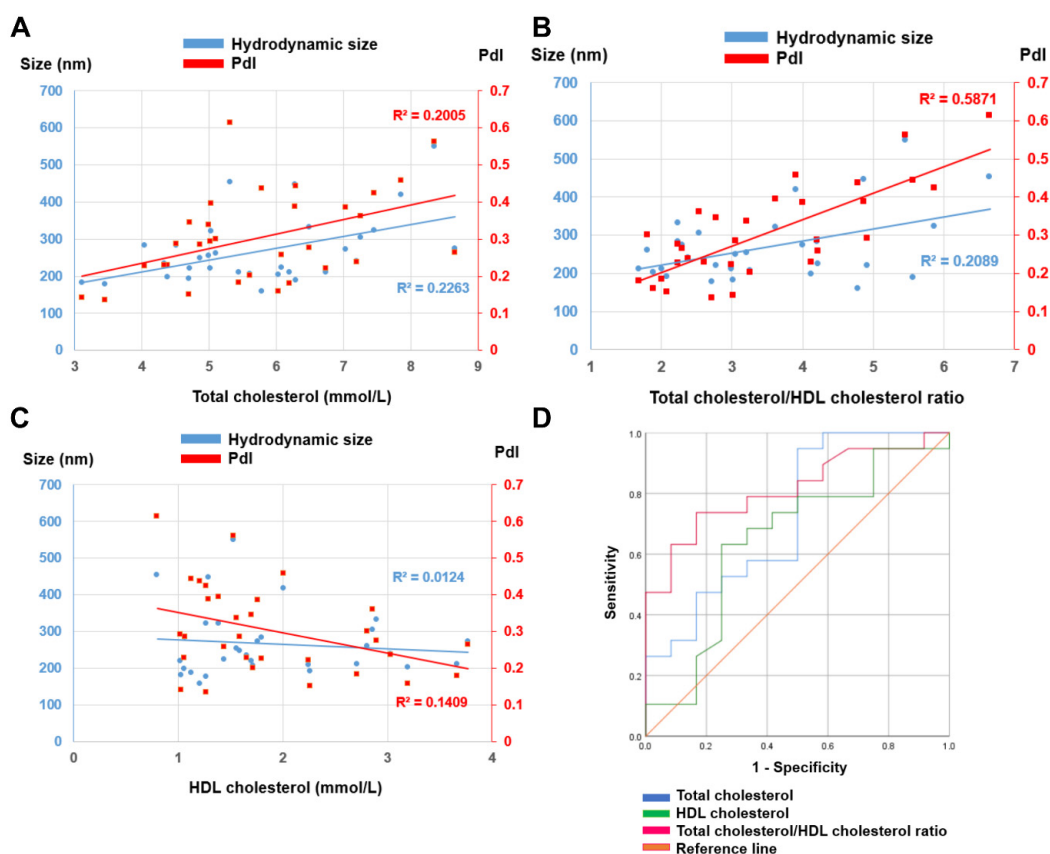 A
Hydrodynamic size
PdI
Size (nm)
PdI
700
600
500
400
300
200
100
0
0.7
0.6
0.5
0.4
0.3
0.2
0.1
0
R² = 0.2005
R² = 0.2263
3 4 5 6 7 8 9
Total cholesterol (mmol/L)
B
Hydrodynamic size
PdI
Size (nm)
PdI
700
600
500
400
300
200
100
0
0.7
0.6
0.5
0.4
0.3
0.2
0.1
0
R² = 0.5871
R² = 0.2089
1 2 3 4 5 6 7
Total cholesterol/HDL cholesterol ratio
C
Hydrodynamic size
PdI
Size (nm)
PdI
700
600
500
400
300
200
100
0
0.7
0.6
0.5
0.4
0.3
0.2
0.1
0
R² = 0.0124
R² = 0.1409
0 1 2 3 4
HDL cholesterol (mmol/L)
D
Sensitivity
1.0
0.8
0.6
0.4
0.2
0.0
0.0 0.2 0.4 0.6 0.8 1.0
1 - Specificity
Total cholesterol
HDL cholesterol
Total cholesterol/HDL cholesterol ratio
Reference line